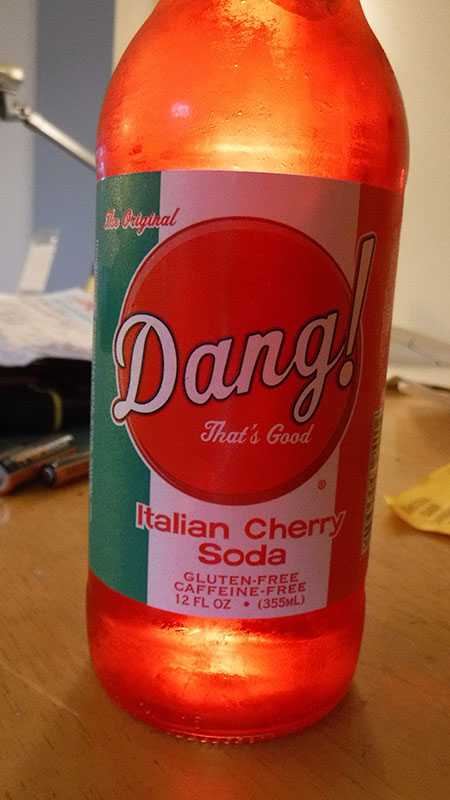 The Original
Dang!
That's Good
®
Italian Cherry
Soda
GLUTEN-FREE
CAFFEINE-FREE
12 FL OZ • (355mL)